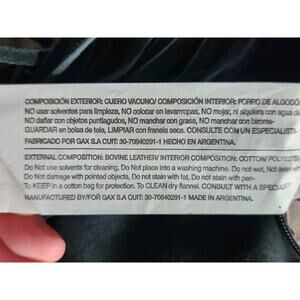 COMPOSICIÓN EXTERIOR: CUERO VACUNO/ COMPOSICIÓN INTERIOR: FORRO DE ALGODÓ
NO usar solventes para limpieza, NO colocar en lavarropas, NO mojar, ni siquiera con agua de
NO dañar con objetos puntiagudos, NO manchar con grasa, NO manchar con birome-
GUARDAR en bolsa de tela, LIMPIAR con franela seca. CONSULTE CON UN ESPECIALISTA
FABRICADO POR GAX S.A CUIT: 30-70840291-1 HECHO EN ARGENTINA.
EXTERNAL COMPOSITION: BOVINE LEATHER/ INTERIOR COMPOSITION: COTTON/ POLYEST
Do not use solvents for cleaning, Do not place into a washing machine. Do not wet, Not even with
Do not damage with pointed objects, Do not stain with fat, Do not stain with pen-
To KEEP in a cotton bag for protection. To CLEAN dry flannel. CONSULT WITH A SPECIALIS
MANUFACTURED BY/FOR GAX S.A CUIT: 30-70840291-1 MADE IN ARGENTINA.